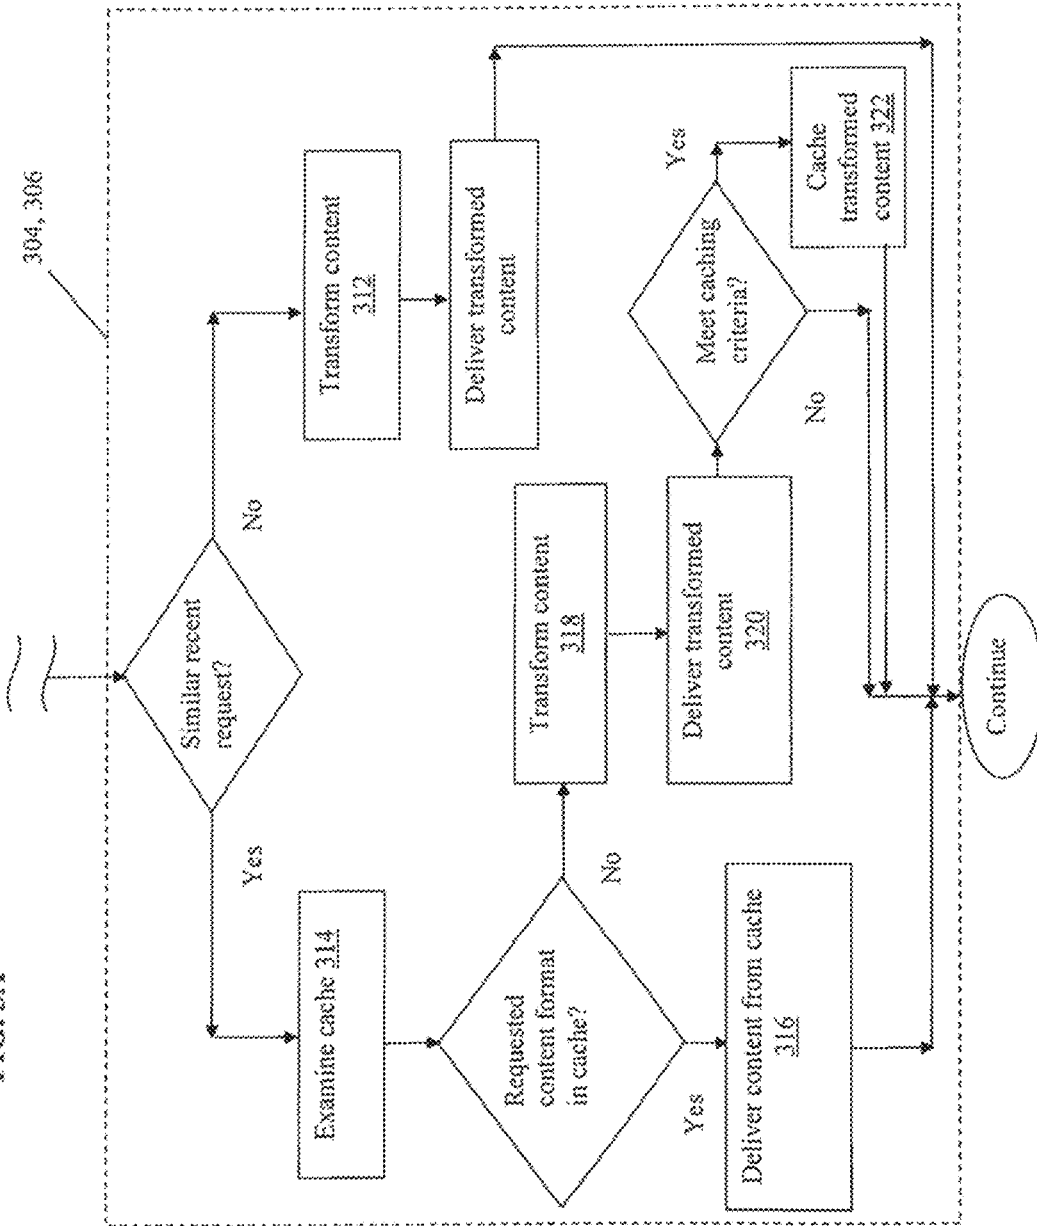 304, 306
Similar recent
request?
Yes
No
Examine cache 314
Transform content
312
Requested
content format
in cache?
No
Yes
Transform content
318
Deliver transformed
content
Deliver content from cache
316
Deliver transformed
content
320
Meet caching
criteria?
Yes
No
Cache
transformed
content 322
Continue